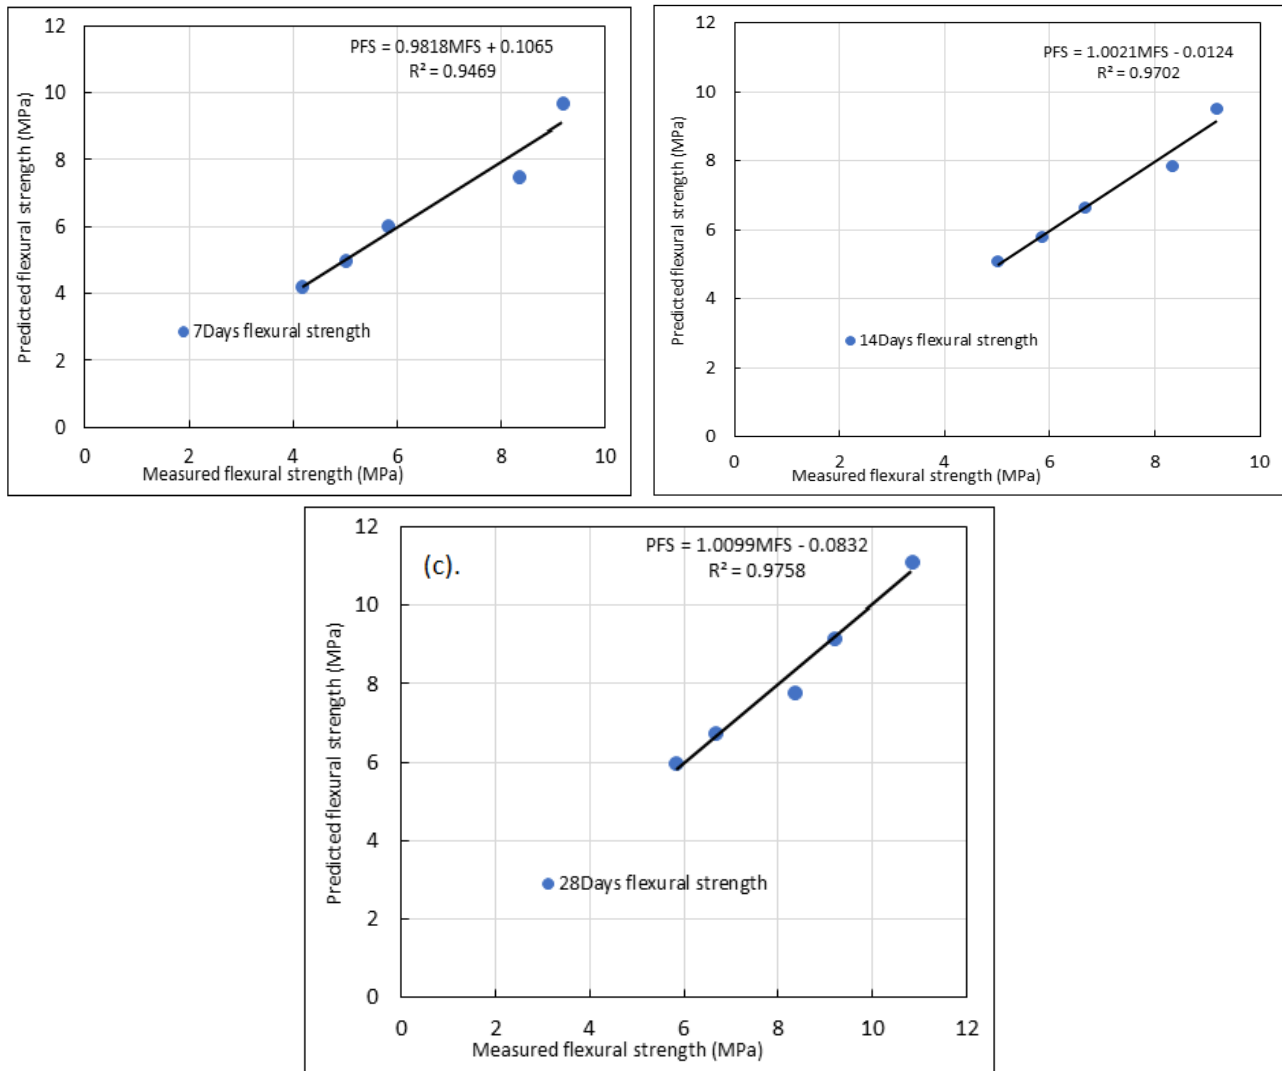 12
10
8
6
4
2
0
0
2
4
6
8
10
Predicted flexural strength (MPa)
Measured flexural strength (MPa)
PFS = 0.9818MFS + 0.1065
R² = 0.9469
7Days flexural strength
12
10
8
6
4
2
0
0
2
4
6
8
10
Predicted flexural strength (MPa)
Measured flexural strength (MPa)
PFS = 1.0021MFS - 0.0124
R² = 0.9702
14Days flexural strength
12
10
8
6
4
2
0
0
2
4
6
8
10
12
Predicted flexural strength (MPa)
Measured flexural strength (MPa)
(c).
PFS = 1.0099MFS - 0.0832
R² = 0.9758
28Days flexural strength